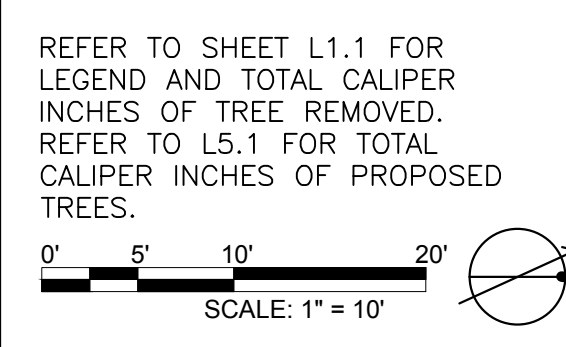 REFER TO SHEET L1.1 FOR
LEGEND AND TOTAL CALIPER
INCHES OF TREE REMOVED.
REFER TO L5.1 FOR TOTAL
CALIPER INCHES OF PROPOSED
TREES.
0' 5' 10' 20'
SCALE: 1" = 10'